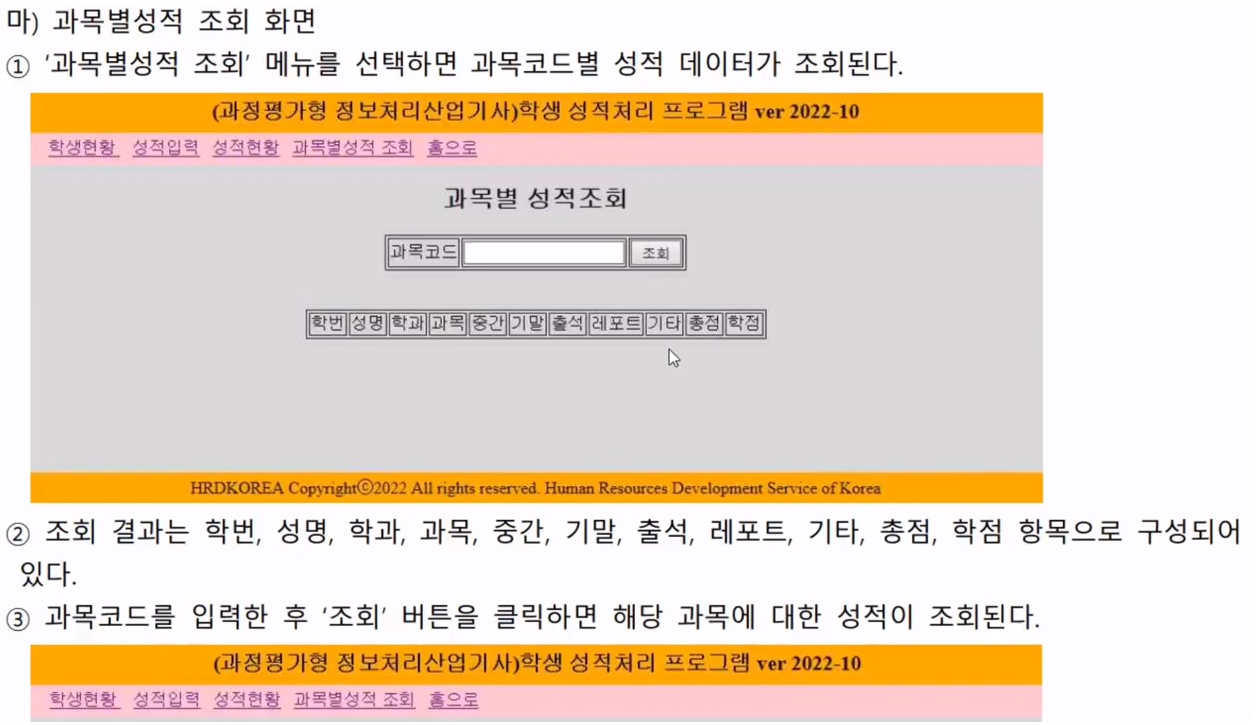 마) 과목별성적 조회 화면
① '과목별성적 조회' 메뉴를 선택하면 과목코드별 성적 데이터가 조회된다.
(과정평가형 정보처리산업기사)학생 성적처리 프로그램 ver 2022-10
학생현황 성적입력 성적현황 과목별성적 조회 홈으로
과목별 성적조회
과목코드 조회
학번 성명 학과 과목 중간 기말 출석 레포트 기타 총점 학점
HRDKOREA Copyrightⓒ2022 All rights reserved. Human Resources Development Service of Korea
② 조회 결과는 학번, 성명, 학과, 과목, 중간, 기말, 출석, 레포트, 기타, 총점, 학점 항목으로 구성되어
있다.
③ 과목코드를 입력한 후 '조회' 버튼을 클릭하면 해당 과목에 대한 성적이 조회된다.
(과정평가형 정보처리산업기사)학생 성적처리 프로그램 ver 2022-10
학생현황 성적입력 성적현황 과목별성적 조회 홈으로